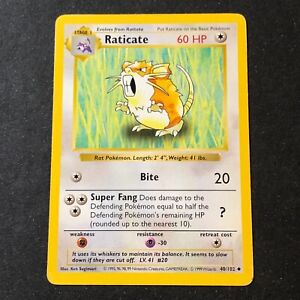 STAGE 1
Evolves from Rattata
Put Raticate on the Basic Pokémon
Raticate
60 HP
Rat Pokémon. Length: 2' 4", Weight: 41 lbs.
Bite 20
Super Fang Does damage to the
Defending Pokémon equal to half the
Defending Pokémon's remaining HP
(rounded up to the nearest 10).
?
weakness resistance retreat cost
-30
It uses its whiskers to maintain its balance. It seems to slow
down if they are cut off. LV. 41 #20
Illus. Ken Sugimori
40/102